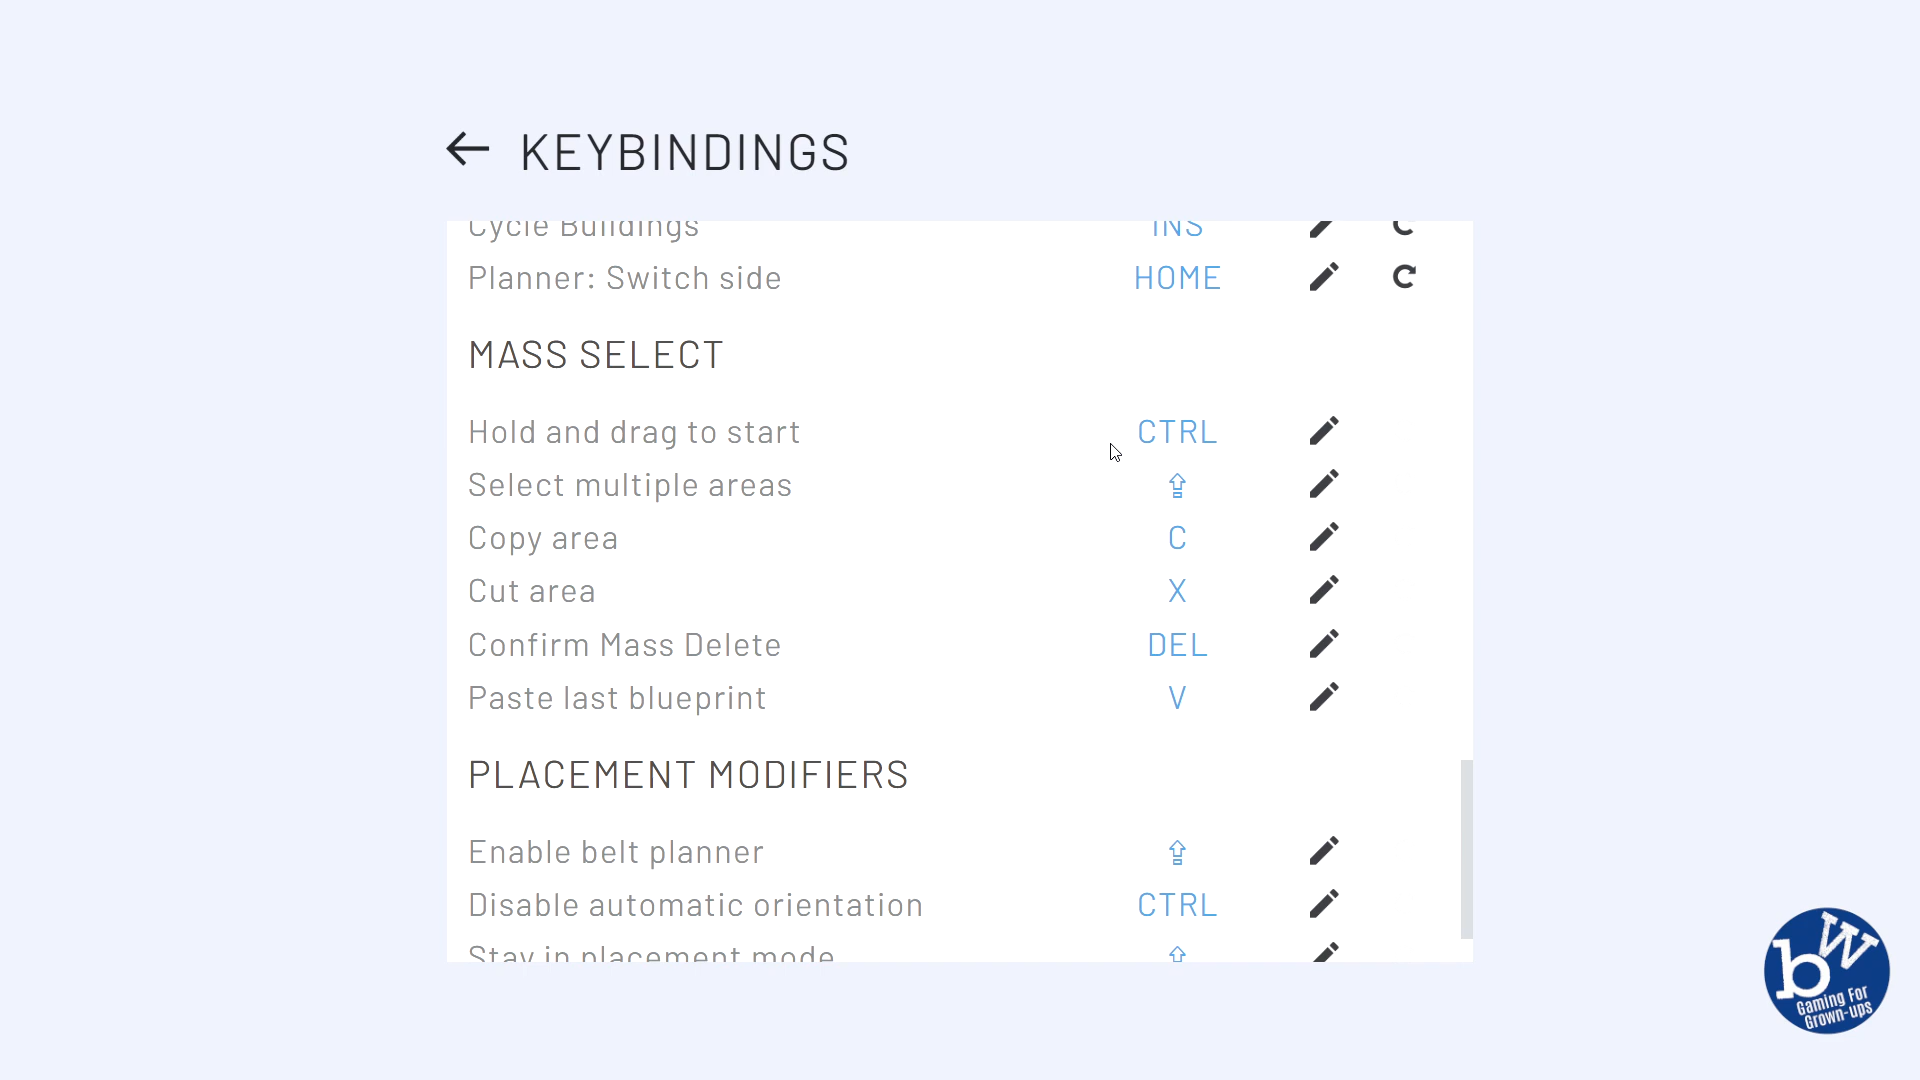 KEYBINDINGS
Cycle Buildings INS
Planner: Switch side HOME
MASS SELECT
Hold and drag to start CTRL
Select multiple areas ⇪
Copy area C
Cut area X
Confirm Mass Delete DEL
Paste last blueprint V
PLACEMENT MODIFIERS
Enable belt planner ⇪
Disable automatic orientation CTRL
Stay in placement mode ⇪
bW
Gaming For
Grown-ups